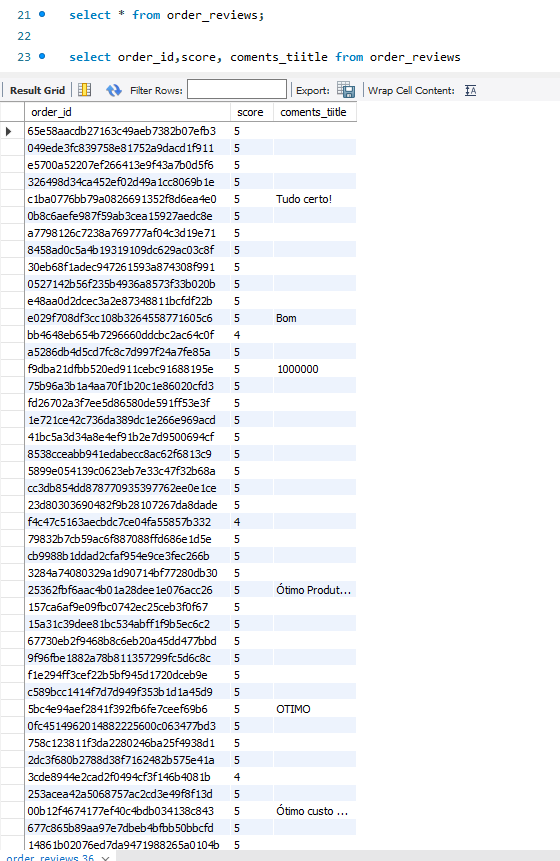 21 select * from order_reviews;
22
23 select order_id,score, coments_tiitle from order_reviews
Result Grid Filter Rows: Export: Wrap Cell Content: IA
order_id score coments_tiitle
65e58aacdb27163c49aeb7382b07efb3 5
049ede3fc839758e81752a9dacd1f911 5
e5700a52207ef266413e9f43a7b0d5f6 5
326498d34ca452ef02d49a1cc8069b1e 5
c1ba0776bb79a0826691352f8d6ea4e0 5 Tudo certo!
0b8c6aefe987f59ab3cea15927aedc8e 5
a7798126c7238a769777af04c3d19e71 5
8458ad0c5a4b19319109dc629ac03c8f 5
30eb68f1adec947261593a874308f991 5
0527142b56f235b4936a8573f33b020b 5
e48aa0d2dcec3a2e87348811bcfdf22b 5
e029f708df3cc108b3264558771605c6 5 Bom
bb4648eb654b7296660ddcbc2ac64c0f 4
a5286db4d5cd7fc8c7d997f24a7fe85a 5
f9dba21dfbb520ed911cebc91688195e 5 1000000
75b96a3b1a4aa70f1b20c1e86020cfd3 5
fd26702a3f7ee5d86580de591ff53e3f 5
1e721ce42c736da389dc1e266e969acd 5
41bc5a3d34a8e4ef91b2e7d9500694cf 5
8538cceabb941edabecc8ac62f6813c9 5
5899e054139c0623eb7e33c47f32b68a 5
cc3db854dd878770935397762ee0e1ce 5
23d80303690482f9b28107267da8dade 5
f4c47c5163aecbdc7ce04fa55857b332 4
79832b7cb59ac6f887088ffd686e1d5e 5
cb9988b1ddad2cfaf954e9ce3fec266b 5
3284a74080329a1d90714bf77280db30 5
25362fbf6aac4b01a28dee1e076acc26 5 Ótimo Produt...
157ca6af9e09fbc0742ec25ceb3f0f67 5
15a31c39dee81bc534abff1f9b5ec6c2 5
67730eb2f9468b8c6eb20a45dd477bbd 5
9f96fbe1882a78b811357299fc5d6c8c 5
f1e294ff3cef22b5bf945d1720dceb9e 5
c589bcc1414f7d7d949f353b1d1a45d9 5
5bc4e94aef2841f392fb6fe7ceef69b6 5 OTIMO
0fc4514962014882225600c063477bd3 5
758c123811f3da2280246ba25f4938d1 5
2dc3f680b2788d38f7162482b575e41a 5
3cde8944e2cad2f0494cf3f146b4081b 4
253acea42a5068757ac2cd3e49f8f13d 5
00b12f4674177ef40c4bdb034138c843 5 Ótimo custo ...
677c865b89aa97e7dbeb4bfbb50bbcfd 5
14861b02076ed7da9471988265a0104b 5
order_reviews 36